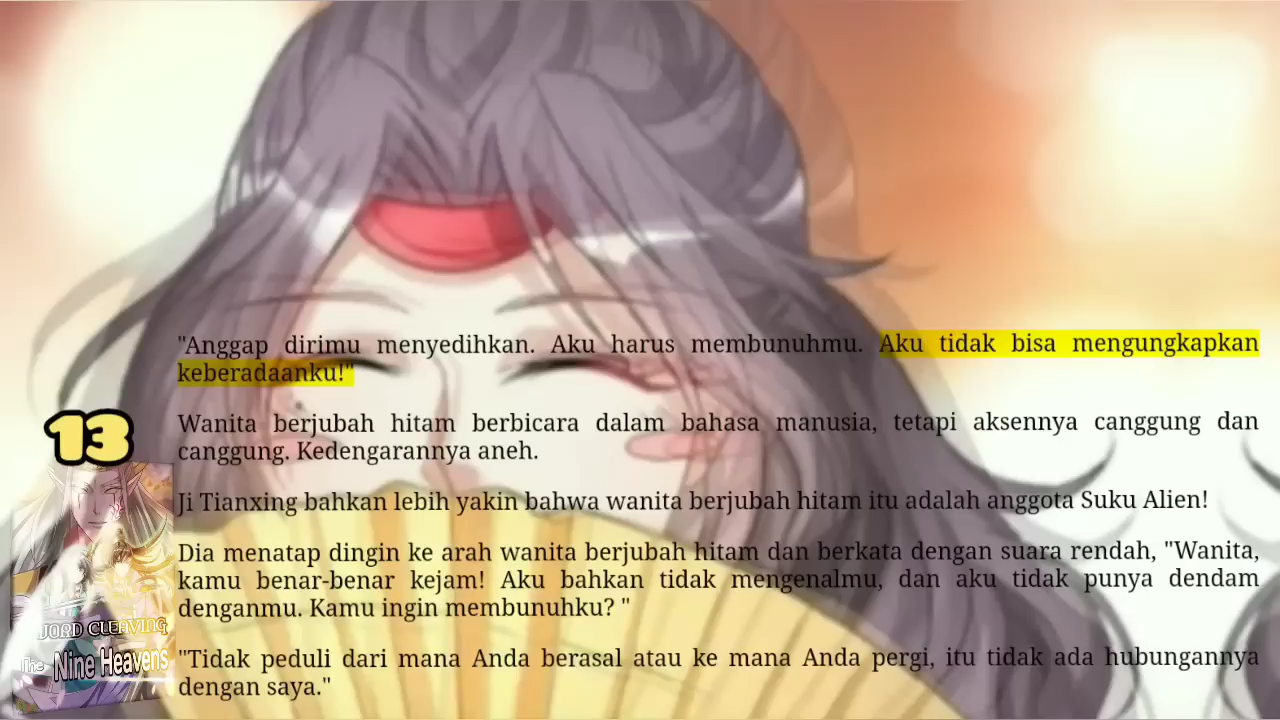 "Anggap dirimu menyedihkan. Aku harus membunuhmu. Aku tidak bisa mengungkapkan
keberadaanku!"
Wanita berjubah hitam berbicara dalam bahasa manusia, tetapi aksennya canggung dan
canggung. Kedengarannya aneh.
Ji Tianxing bahkan lebih yakin bahwa wanita berjubah hitam itu adalah anggota Suku Alien!
Dia menatap dingin ke arah wanita berjubah hitam dan berkata dengan suara rendah, "Wanita,
kamu benar-benar kejam! Aku bahkan tidak mengenalmu, dan aku tidak punya dendam
denganmu. Kamu ingin membunuhku? "
"Tidak peduli dari mana Anda berasal atau ke mana Anda pergi, itu tidak ada hubungannya
dengan saya."
13
CLEAVING
The Nine Heavens